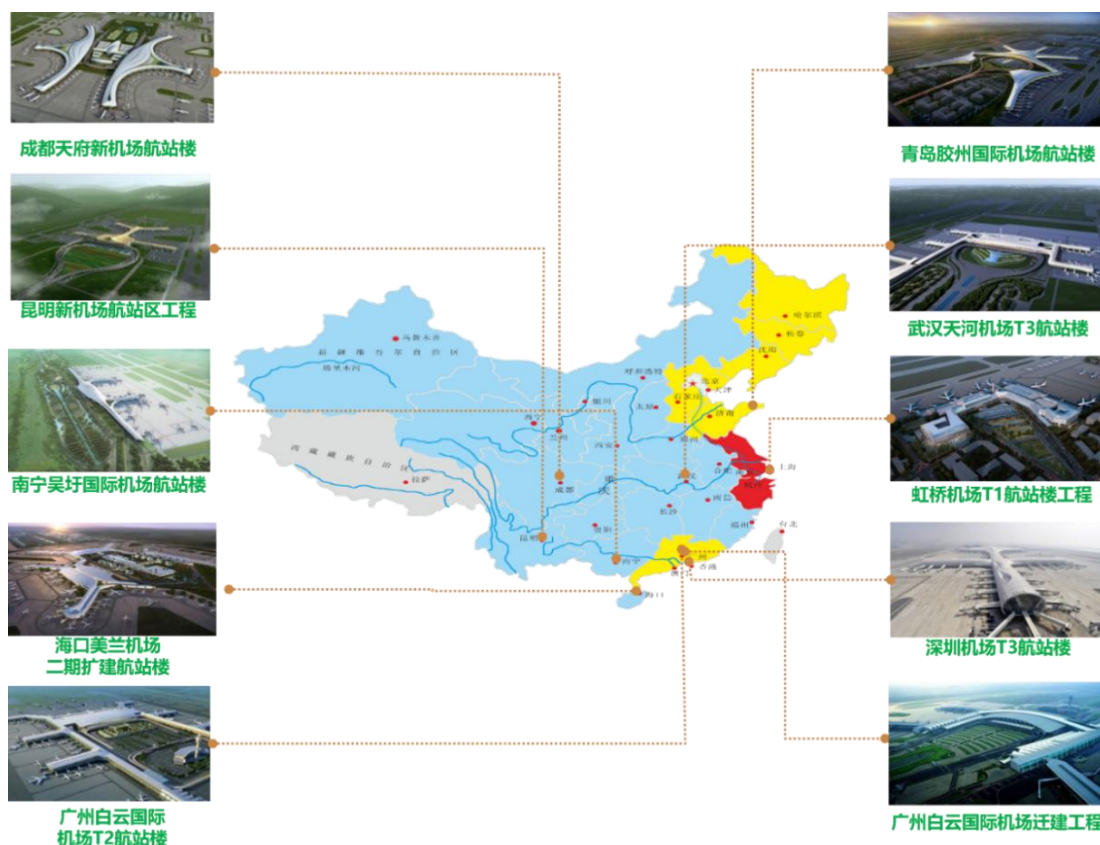 成都天府新机场航站楼
昆明新机场航站区工程
南宁吴圩国际机场航站楼
海口美兰机场
二期扩建航站楼
广州白云国际
机场T2航站楼
青岛胶州国际机场航站楼
武汉天河机场T3航站楼
虹桥机场T1航站楼工程
深圳机场T3航站楼
广州白云国际机场迁建工程
哈尔滨
长春
沈阳
乌鲁木齐
新疆维吾尔自治区
塔里木河
呼和浩特
北京
天津
石家庄
银川
太原
济南
西宁
兰州
西安
郑州
西藏藏族自治区
拉萨
合肥
上海
成都
重庆
杭州
南昌
长沙
贵阳
昆明
福州
台北
南宁
香港
澳门
海口